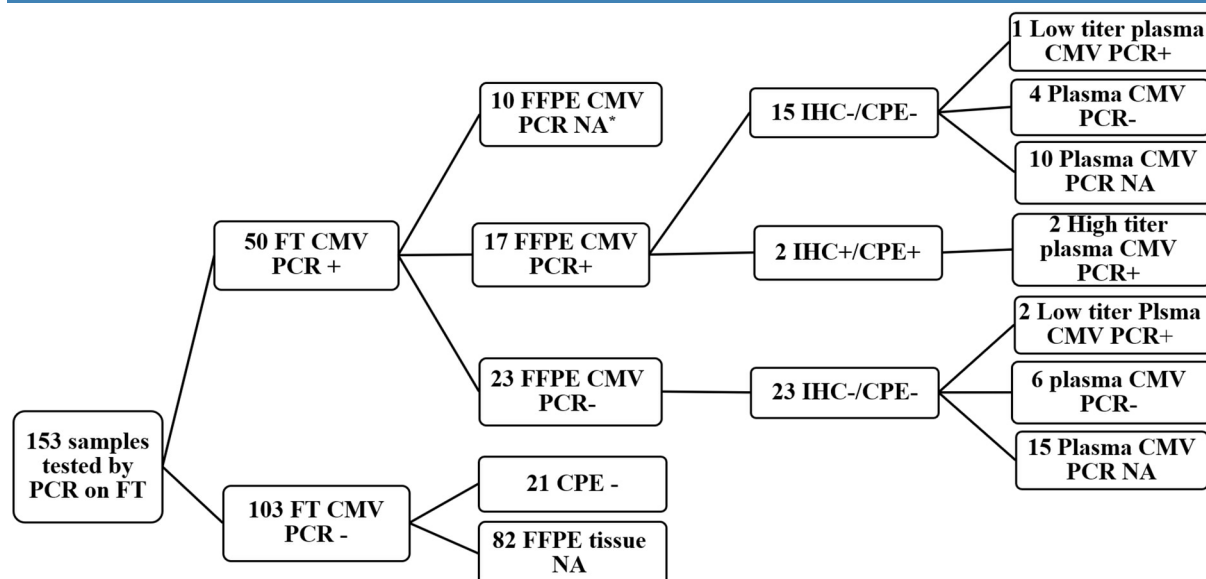 153 samples
tested by
PCR on FT
50 FT CMV
PCR +
103 FT CMV
PCR -
10 FFPE CMV
PCR NA*
17 FFPE CMV
PCR+
23 FFPE CMV
PCR-
21 CPE -
82 FFPE tissue
NA
15 IHC-/CPE-
2 IHC+/CPE+
23 IHC-/CPE-
1 Low titer plasma
CMV PCR+
4 Plasma CMV
PCR-
10 Plasma CMV
PCR NA
2 High titer
plasma CMV
PCR+
2 Low titer Plsma
CMV PCR+
6 plasma CMV
PCR-
15 Plasma CMV
PCR NA